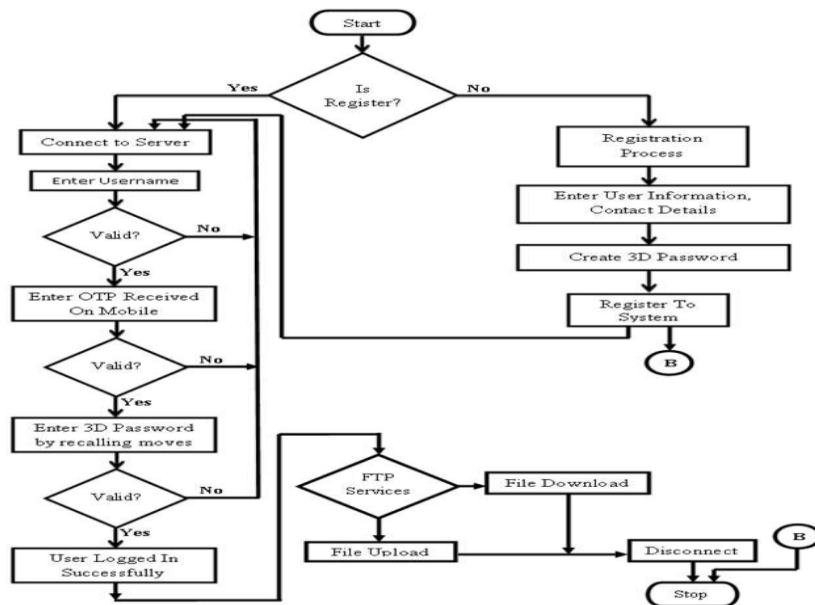 Start
Is
Register?
Yes
No
Connect to Server
Enter Username
Valid?
No
Yes
Enter OTP Received
On Mobile
Valid?
No
Yes
Enter 3D Password
by recalling moves
Valid?
No
Yes
User Logged In
Successfully
Registration
Process
Enter User Information,
Contact Details
Create 3D Password
Register To
System
B
FTP
Services
File Download
File Upload
Disconnect
B
Stop